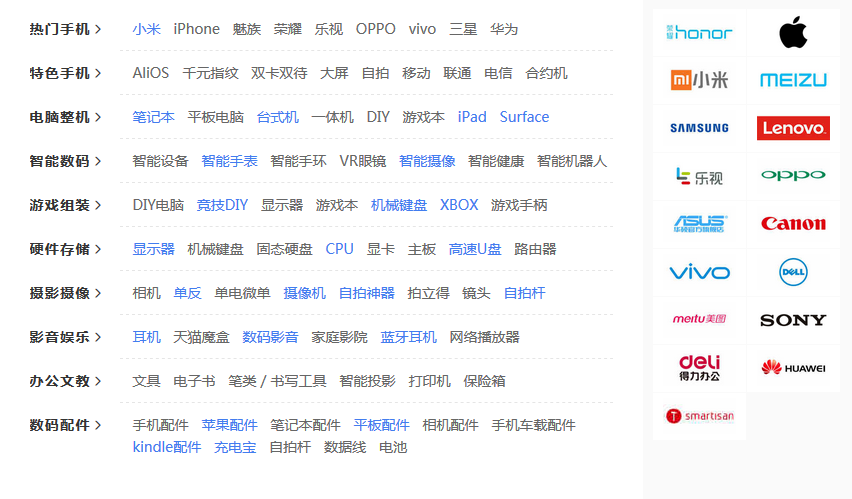 热门手机 > 小米 iPhone 魅族 荣耀 乐视 OPPO vivo 三星 华为
特色手机 > AliOS 千元指纹 双卡双待 大屏 自拍 移动 联通 电信 合约机
电脑整机 > 笔记本 平板电脑 台式机 一体机 DIY 游戏本 iPad Surface
智能数码 > 智能设备 智能手表 智能手环 VR眼镜 智能摄像 智能健康 智能机器人
游戏组装 > DIY电脑 竞技DIY 显示器 游戏本 机械键盘 XBOX 游戏手柄
硬件存储 > 显示器 机械键盘 固态硬盘 CPU 显卡 主板 高速U盘 路由器
摄影摄像 > 相机 单反 单电微单 摄像机 自拍神器 拍立得 镜头 自拍杆
影音娱乐 > 耳机 天猫魔盒 数码影音 家庭影院 蓝牙耳机 网络播放器
办公文教 > 文具 电子书 笔类 / 书写工具 智能投影 打印机 保险箱
数码配件 > 手机配件 苹果配件 笔记本配件 平板配件 相机配件 手机车载配件
kindle配件 充电宝 自拍杆 数据线 电池
荣耀 honor
mi 小米 MEIZU
SAMSUNG Lenovo
乐视 oppo
ASUS Canon
华硕官方旗舰店
vivo DELL
meitu 美图 SONY
deli HUAWEI
得力办公
T smartisan